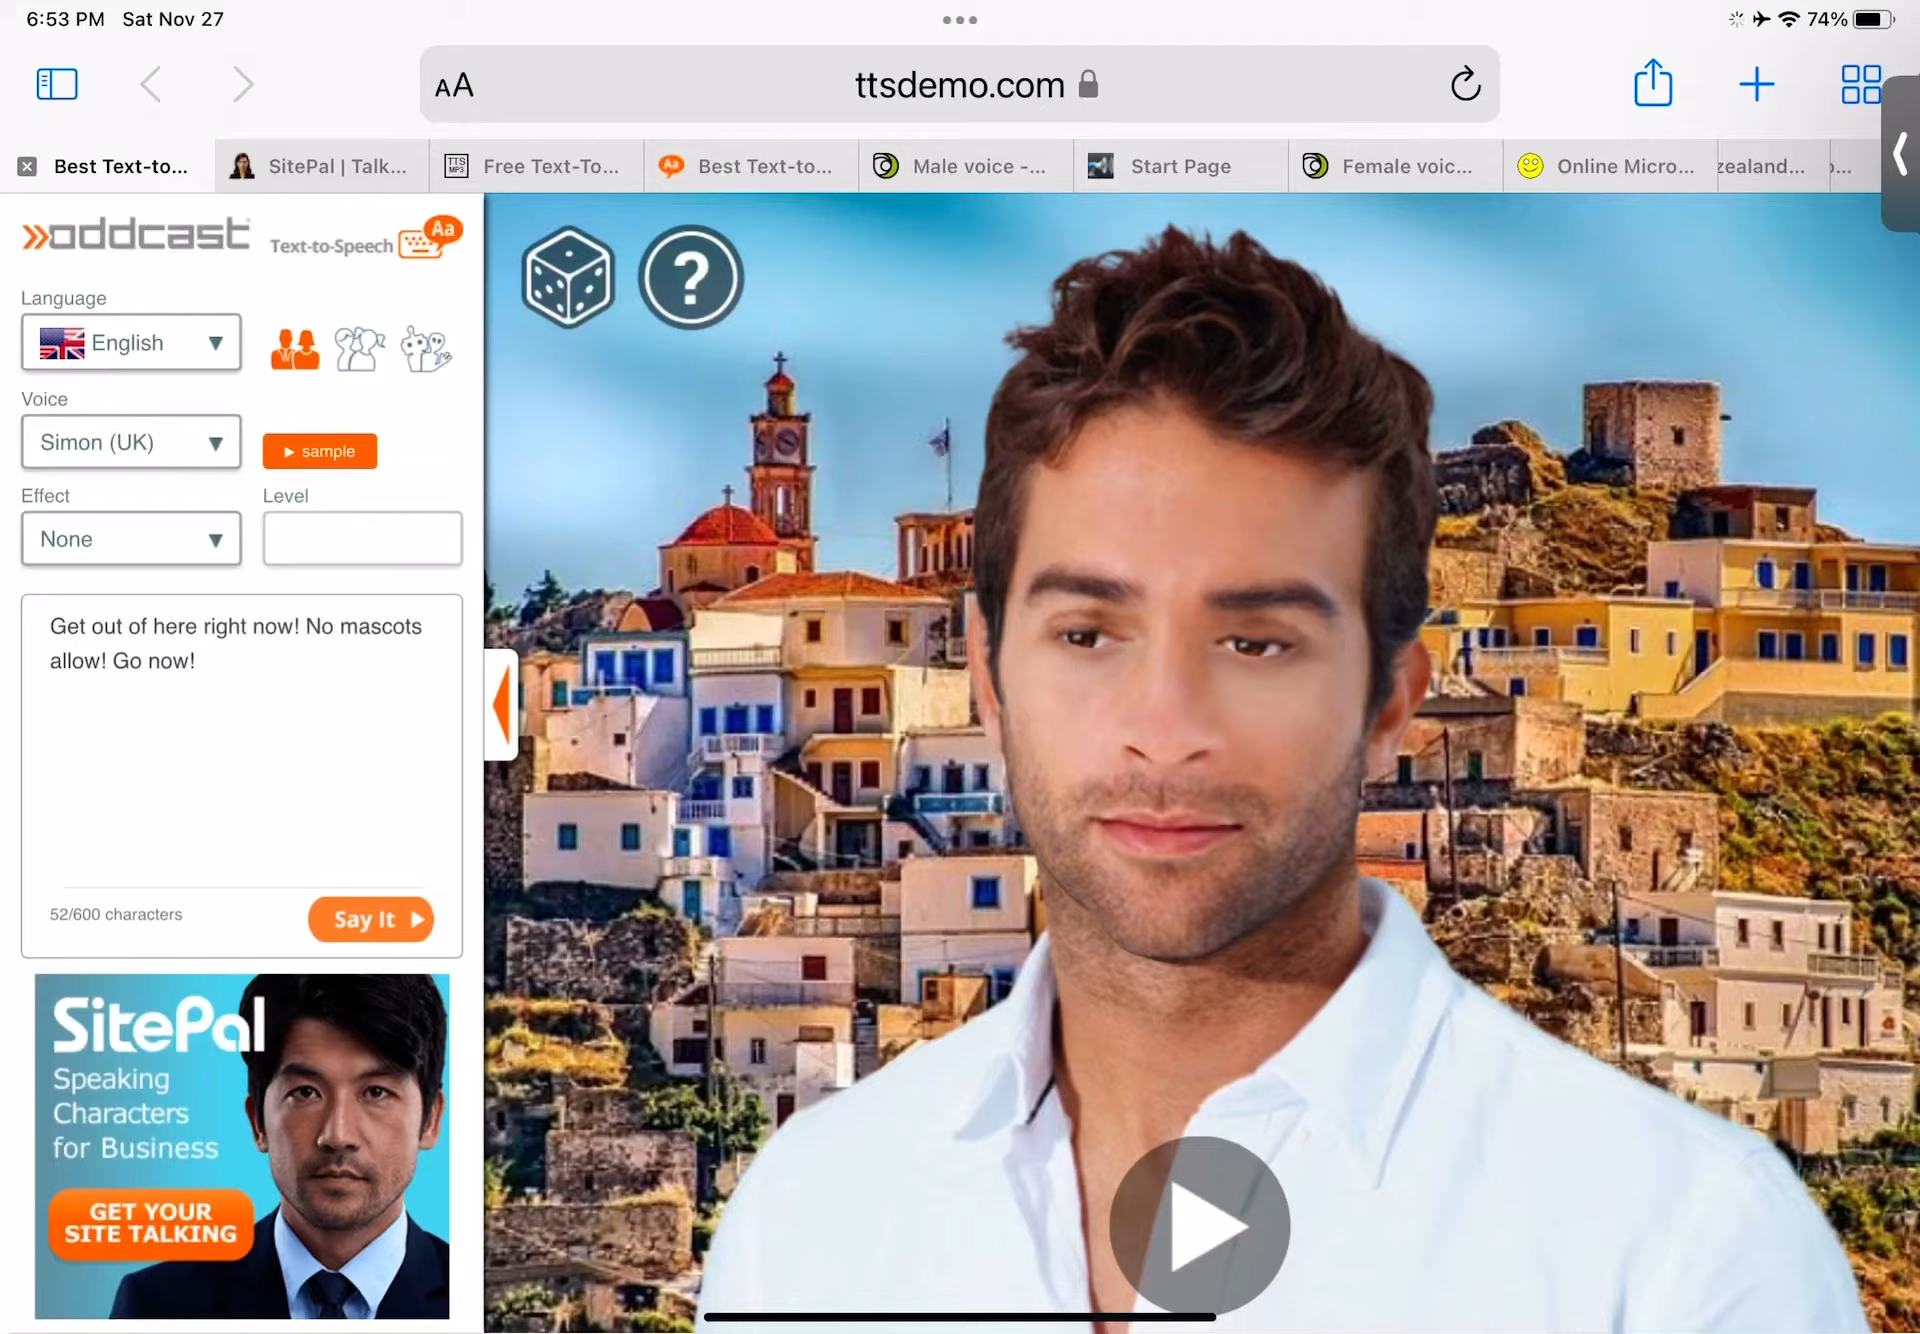 6:53 PM Sat Nov 27
74%
AA
ttsdemo.com
Best Text-to...
SitePal | Talk...
TTS
MP3
Free Text-To...
Aa
Best Text-to...
Male voice -...
Start Page
Female voic...
Online Micro...
zealand...
oddcast
Text-to-Speech
Aa
?
Language
English
Voice
Simon (UK)
sample
Effect
Level
None
Get out of here right now! No mascots
allow! Go now!
52/600 characters
Say It
SitePal
Speaking
Characters
for Business
GET YOUR
SITE TALKING